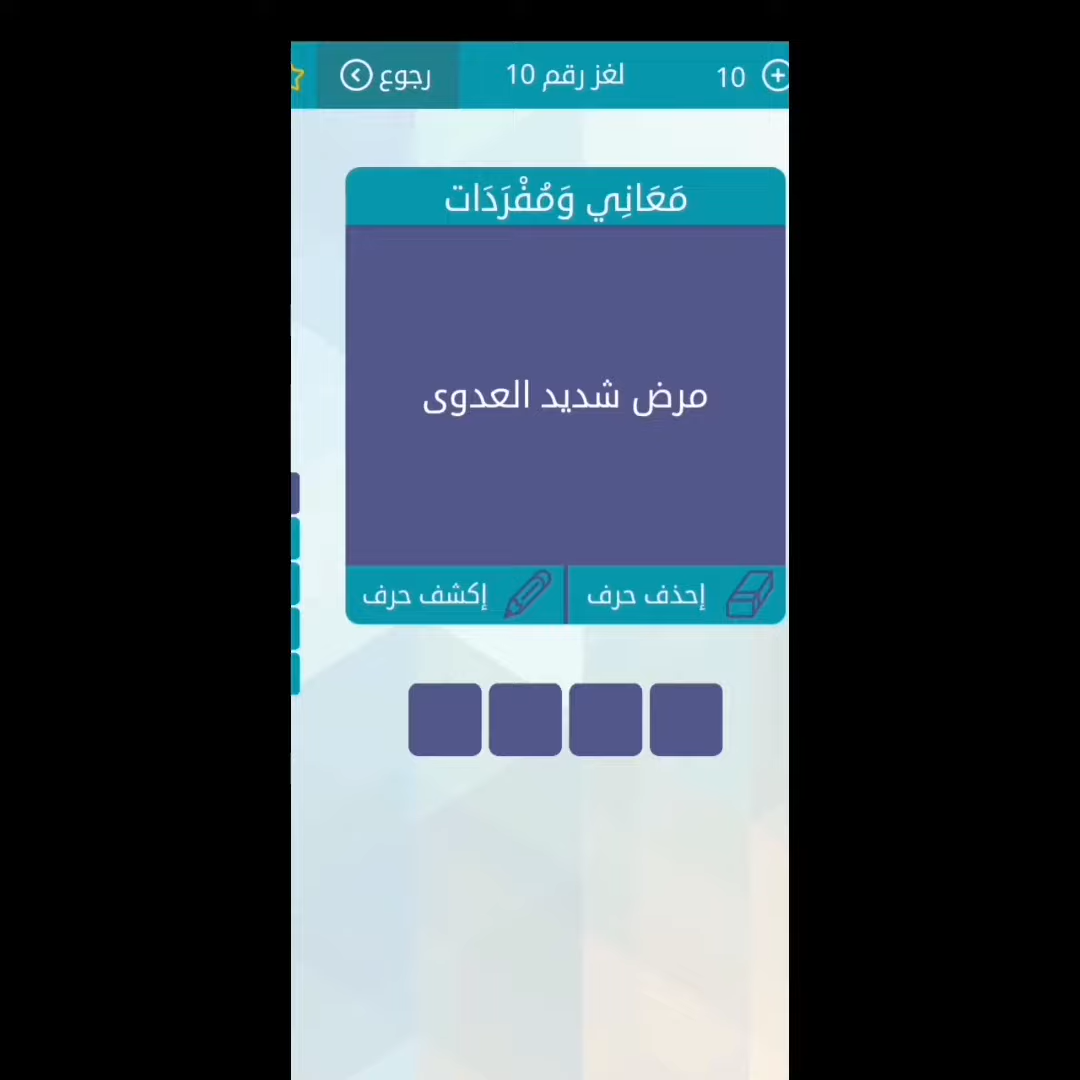 10 لغز رقم 10 رجوع
مَعَانِي وَمُفْرَدَات
مرض شديد العدوى
إحذف حرف إكشف حرف